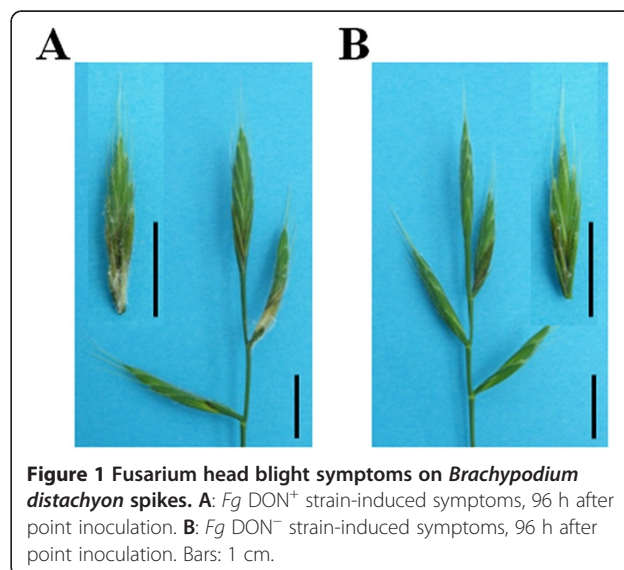 A B
Figure 1 Fusarium head blight symptoms on Brachypodium
distachyon spikes. A: Fg DON⁺ strain-induced symptoms, 96 h after
point inoculation. B: Fg DON⁻ strain-induced symptoms, 96 h after
point inoculation. Bars: 1 cm.